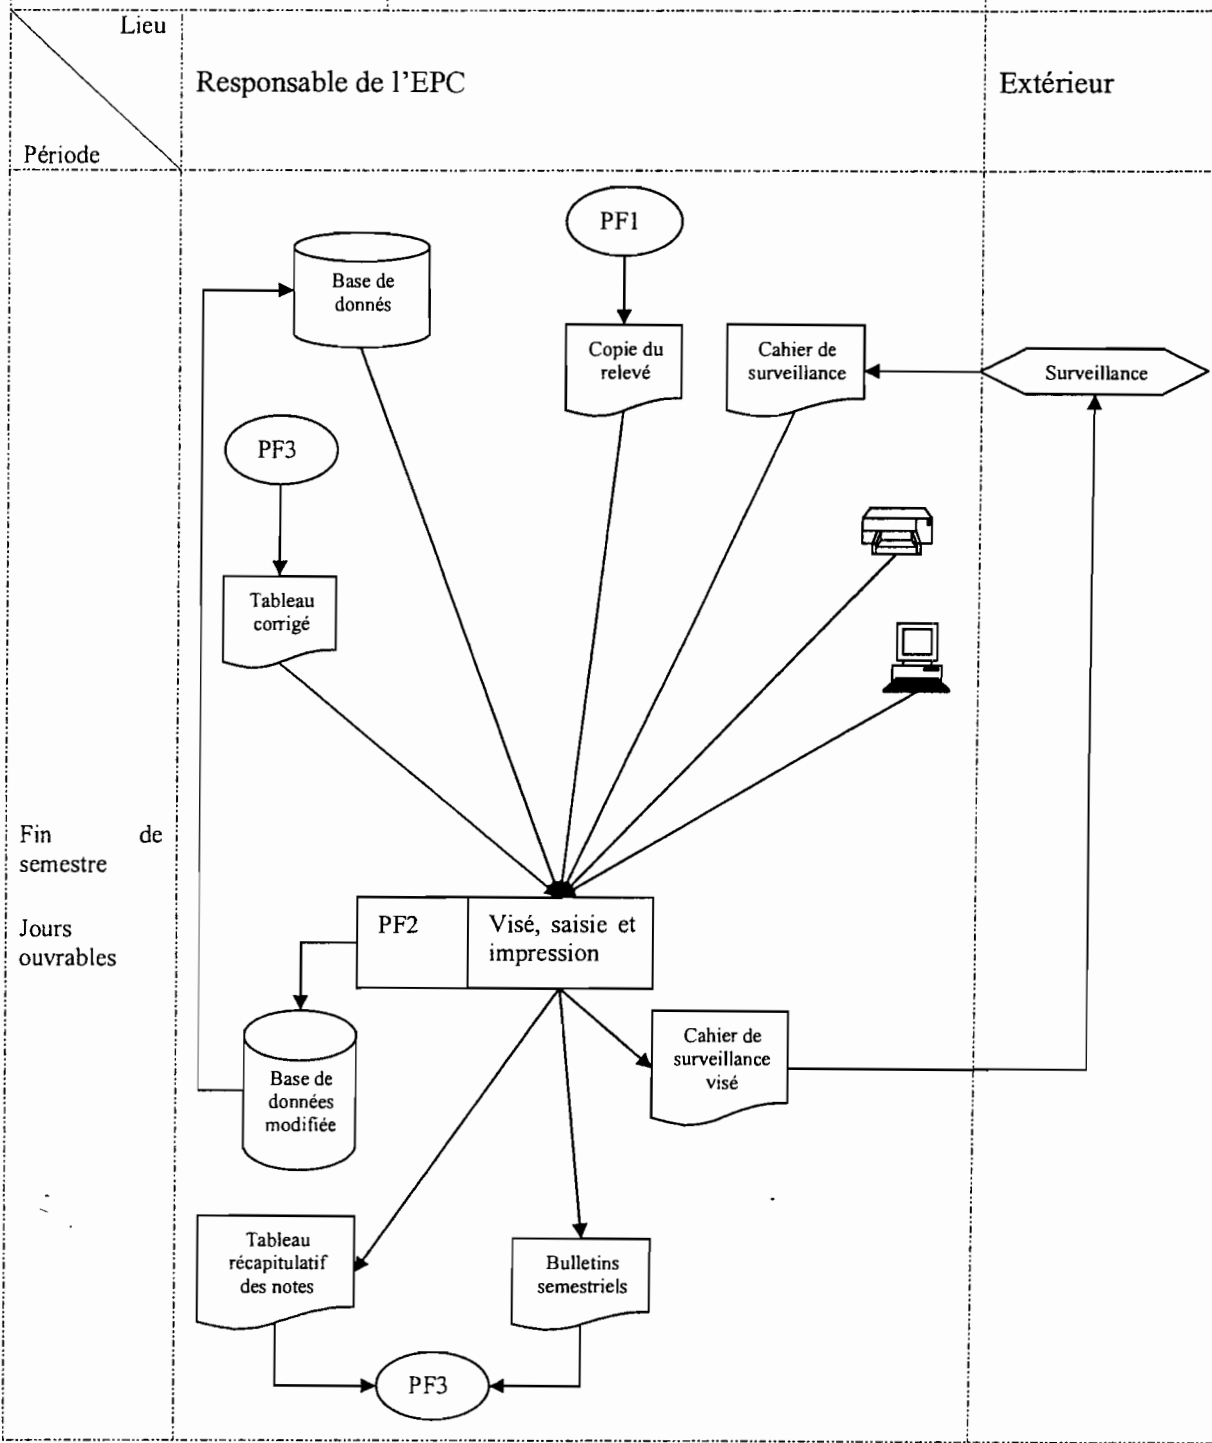 Lieu
Responsable de l'EPC
Extérieur
Période
PF1
Base de
donnés
Copie du
relevé
Cahier de
surveillance
Surveillance
PF3
Tableau
corrigé
Fin de
semestre
Jours
ouvrables
PF2
Visé, saisie et
impression
Cahier de
surveillance
visé
Base de
données
modifiée
Tableau
récapitulatif
des notes
Bulletins
semestriels
PF3